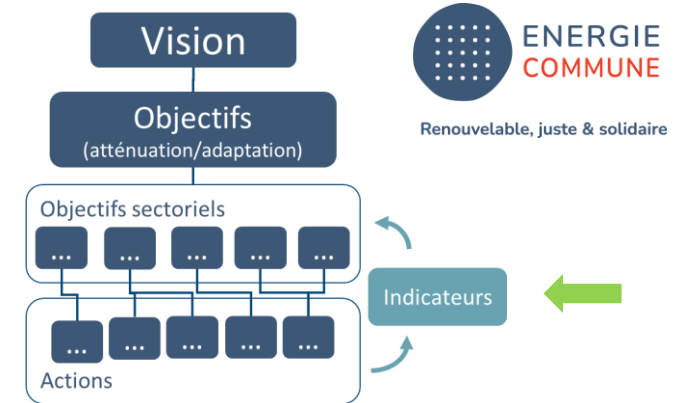 Vision
ENERGIE
COMMUNE
Renouvelable, juste & solidaire
Objectifs
(atténuation/adaptation)
Objectifs sectoriels
... ... ... ... ...
Indicateurs
... ... ... ... ...
Actions